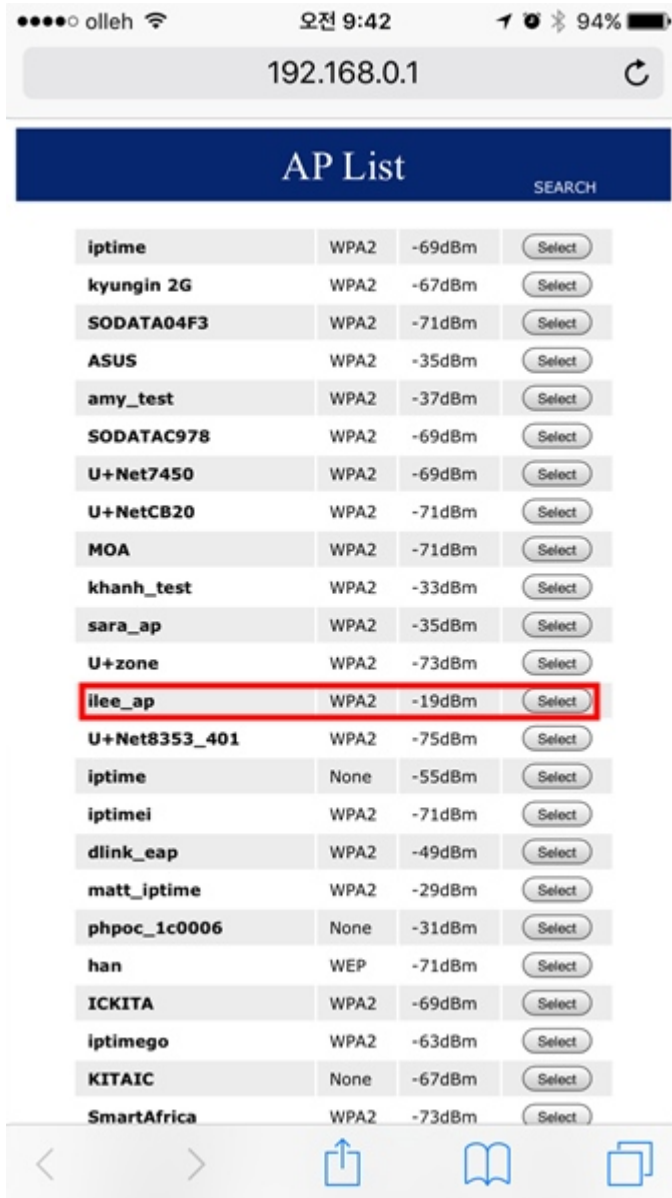 olleh 오전 9:42 94%
192.168.0.1
AP List
SEARCH
iptime WPA2 -69dBm Select
kyungin 2G WPA2 -67dBm Select
SODATA04F3 WPA2 -71dBm Select
ASUS WPA2 -35dBm Select
amy_test WPA2 -37dBm Select
SODATAC978 WPA2 -69dBm Select
U+Net7450 WPA2 -69dBm Select
U+NetCB20 WPA2 -71dBm Select
MOA WPA2 -71dBm Select
khanh_test WPA2 -33dBm Select
sara_ap WPA2 -35dBm Select
U+zone WPA2 -73dBm Select
ilee_ap WPA2 -19dBm Select
U+Net8353_401 WPA2 -75dBm Select
iptime None -55dBm Select
iptimei WPA2 -71dBm Select
dlink_eap WPA2 -49dBm Select
matt_iptime WPA2 -29dBm Select
phpoc_1c0006 None -31dBm Select
han WEP -71dBm Select
ICKITA WPA2 -69dBm Select
iptimego WPA2 -63dBm Select
KITAIC None -67dBm Select
SmartAfrica WPA2 -73dBm Select